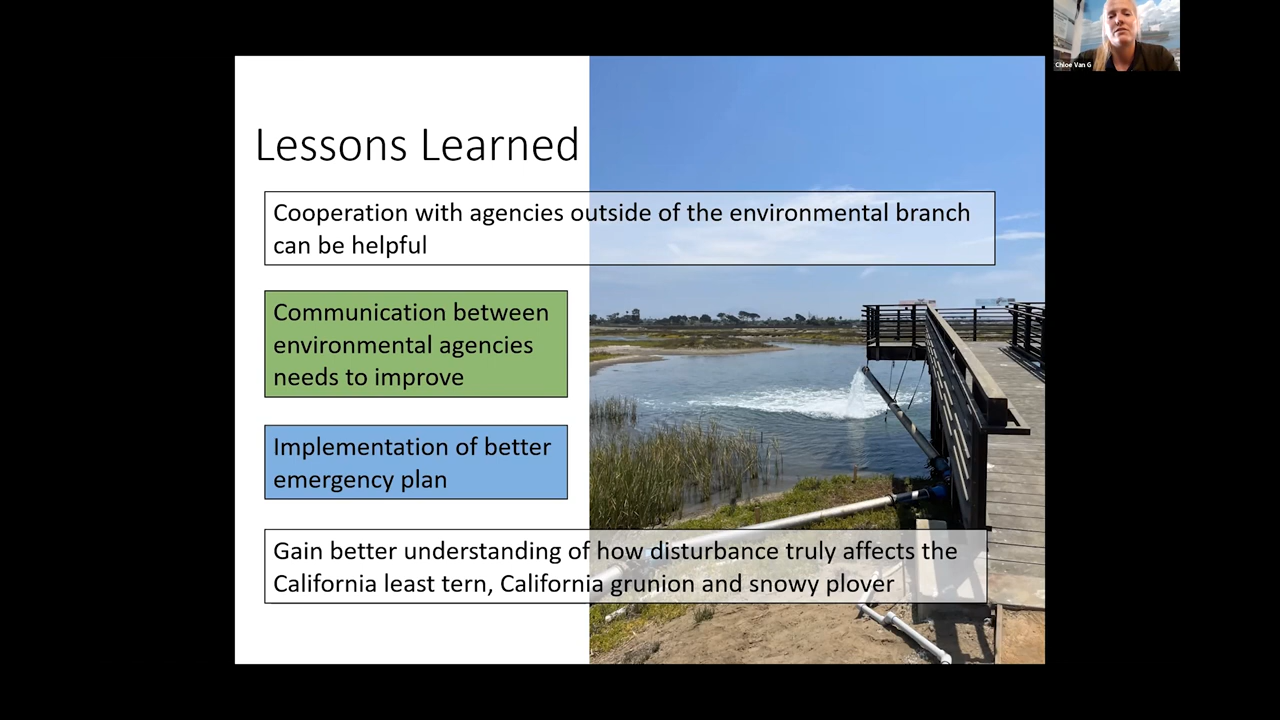 Chloe Van G
Lessons Learned
Cooperation with agencies outside of the environmental branch
can be helpful
Communication between
environmental agencies
needs to improve
Implementation of better
emergency plan
Gain better understanding of how disturbance truly affects the
California least tern, California grunion and snowy plover